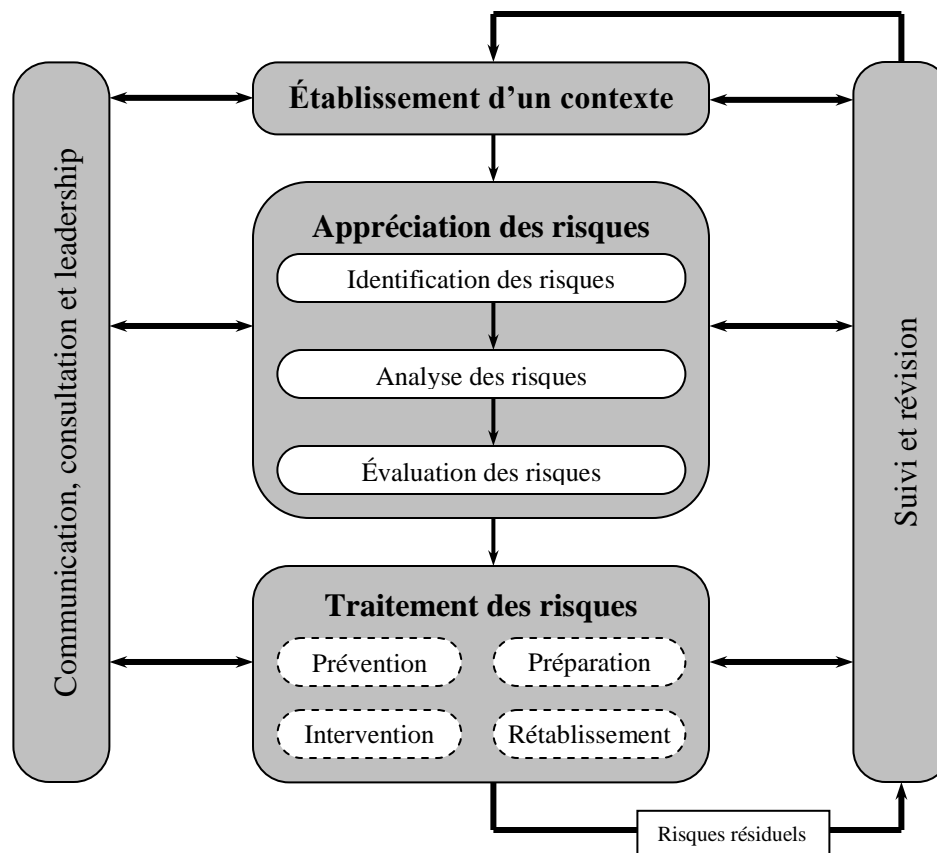 Établissement d'un contexte
Communication, consultation et leadership
Appréciation des risques
Identification des risques
Analyse des risques
Évaluation des risques
Suivi et révision
Traitement des risques
Prévention
Préparation
Intervention
Rétablissement
Risques résiduels